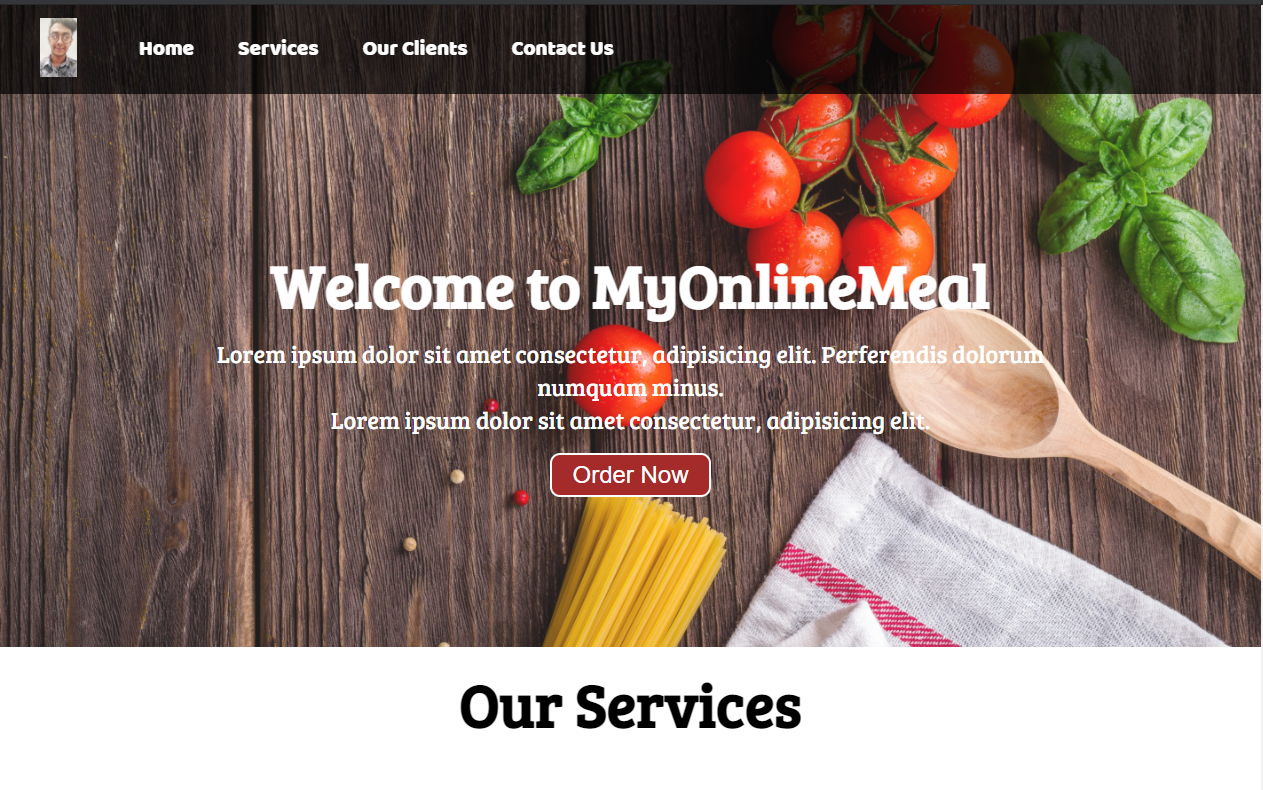 Home Services Our Clients Contact Us
Welcome to MyOnlineMeal
Lorem ipsum dolor sit amet consectetur, adipisicing elit. Perferendis dolorum
numquam minus.
Lorem ipsum dolor sit amet consectetur, adipisicing elit.
Order Now
Our Services